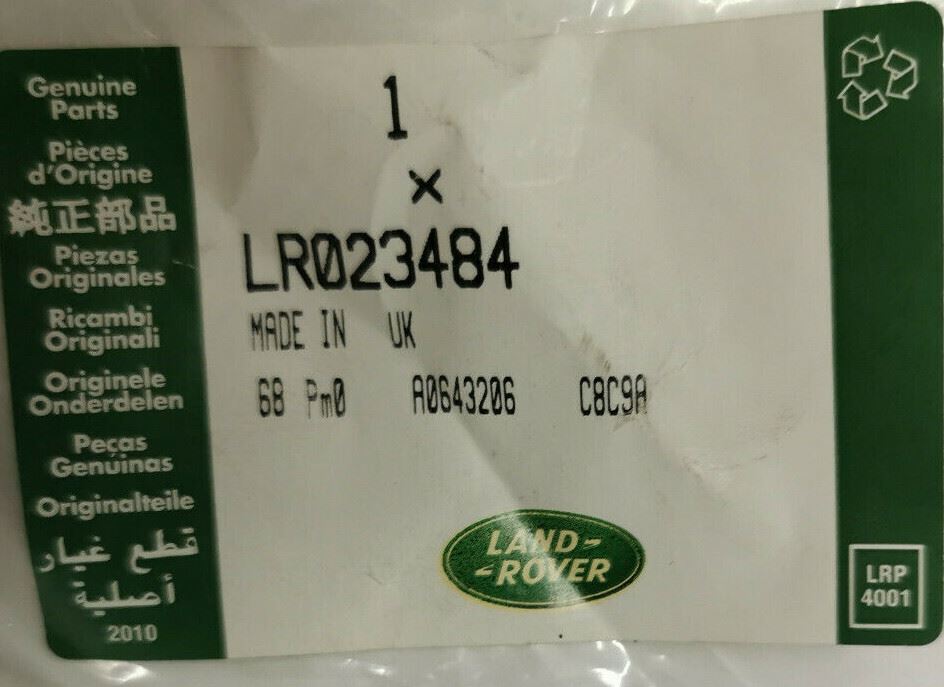 Genuine
Parts
Pièces
d'Origine
純正部品
Piezas
Originales
Ricambi
Originali
Originele
Onderdelen
Peças
Genuinas
Originalteile
قطع غيار
أصلية
2010
1
×
LR023484
MADE IN UK
68 Pm0 A0643206 C8C9A
LAND-
-ROVER
LRP
4001